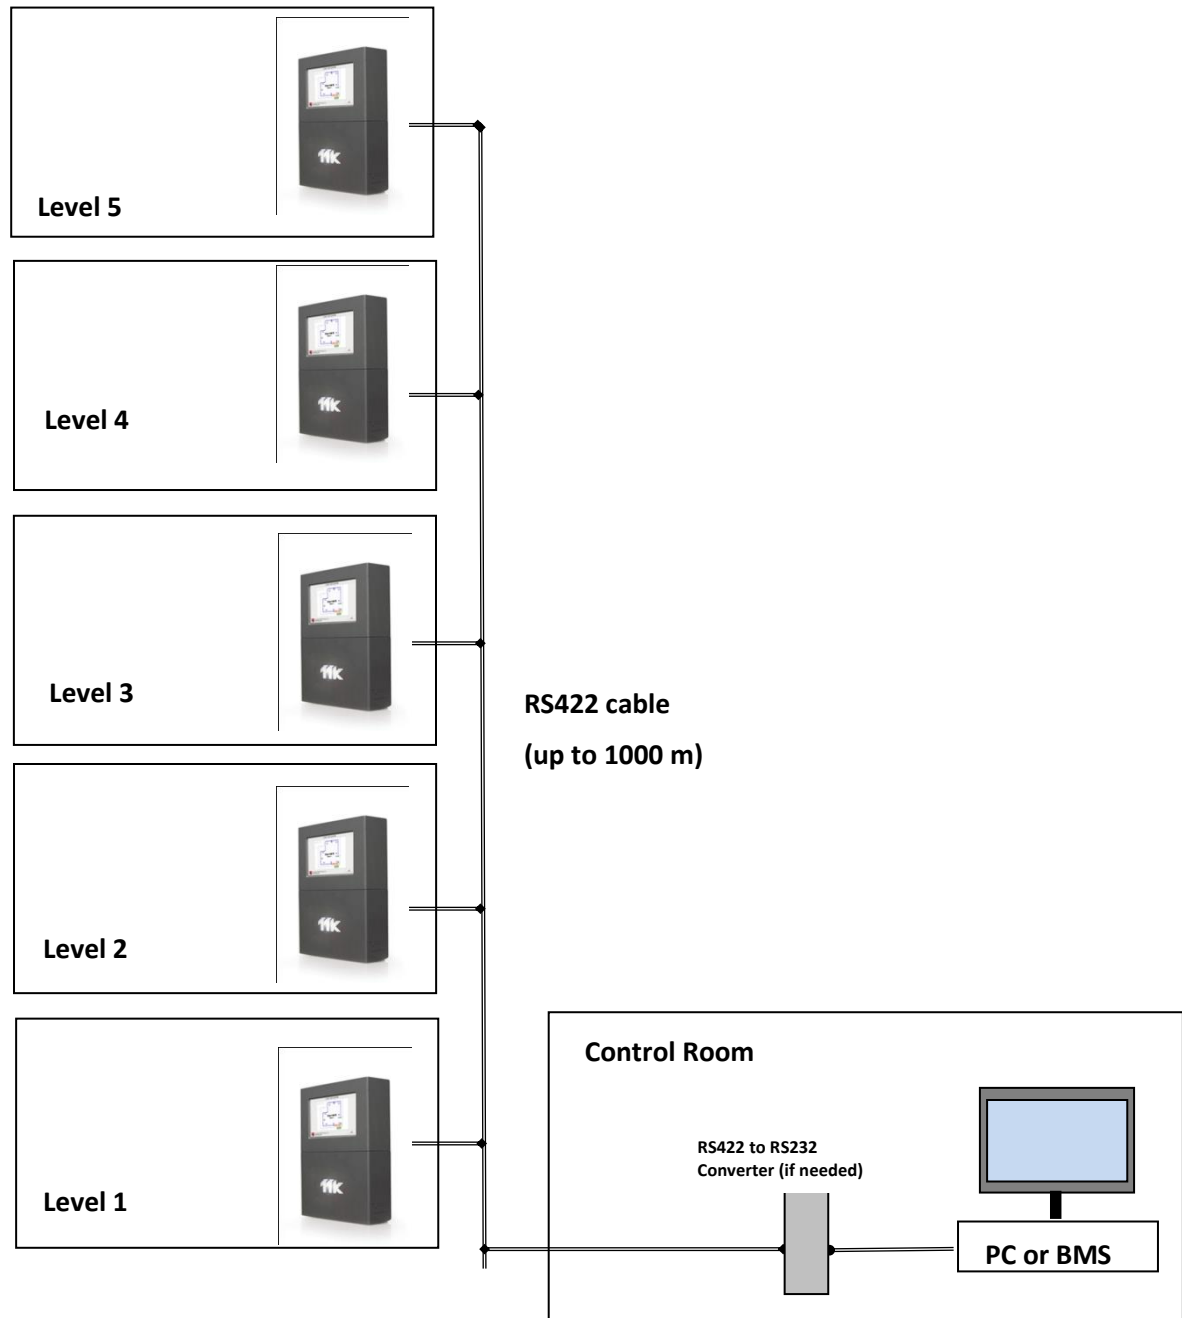 Level 5
Level 4
Level 3
RS422 cable
(up to 1000 m)
Level 2
Level 1
Control Room
RS422 to RS232
Converter (if needed)
PC or BMS